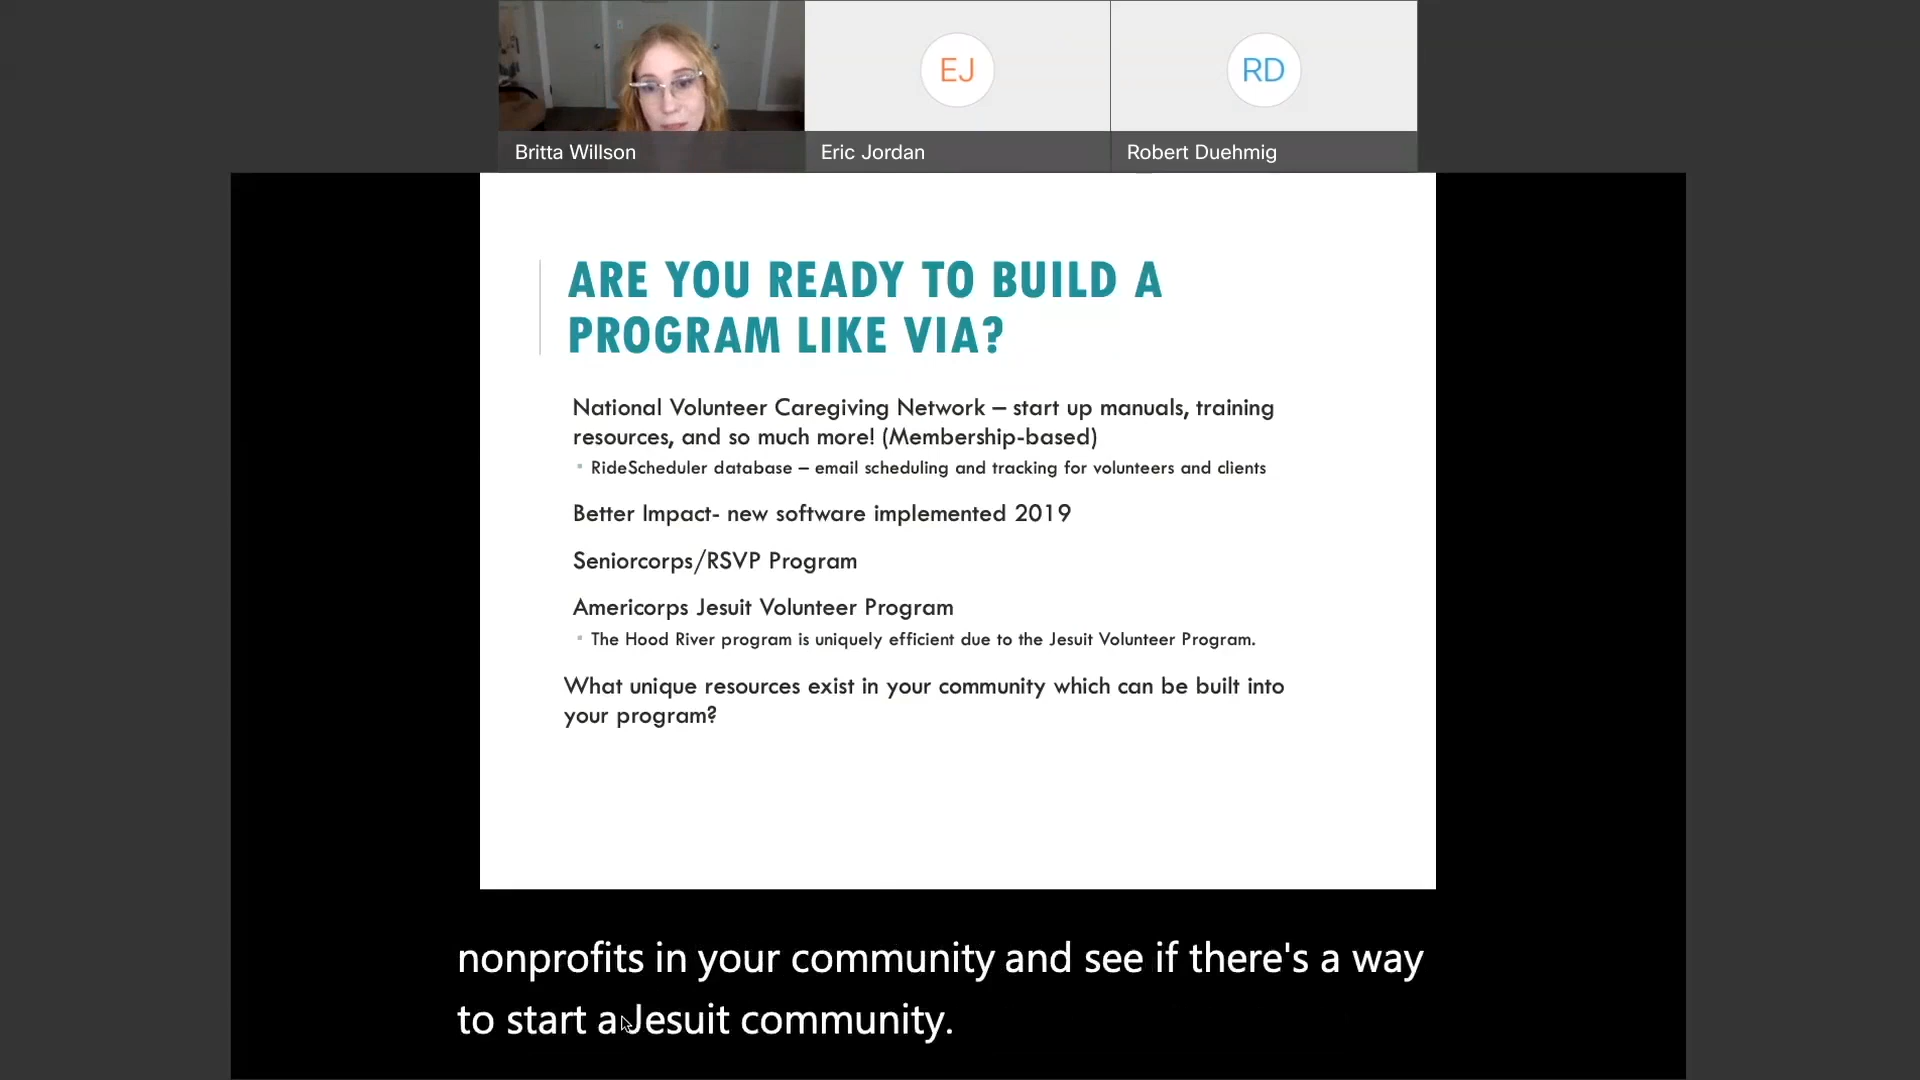 EJ
RD
Britta Willson
Eric Jordan
Robert Duehmig
ARE YOU READY TO BUILD A
PROGRAM LIKE VIA?
National Volunteer Caregiving Network – start up manuals, training
resources, and so much more! (Membership-based)
RideScheduler database – email scheduling and tracking for volunteers and clients
Better Impact- new software implemented 2019
Seniorcorps/RSVP Program
Americorps Jesuit Volunteer Program
The Hood River program is uniquely efficient due to the Jesuit Volunteer Program.
What unique resources exist in your community which can be built into
your program?
nonprofits in your community and see if there's a way
to start a Jesuit community.